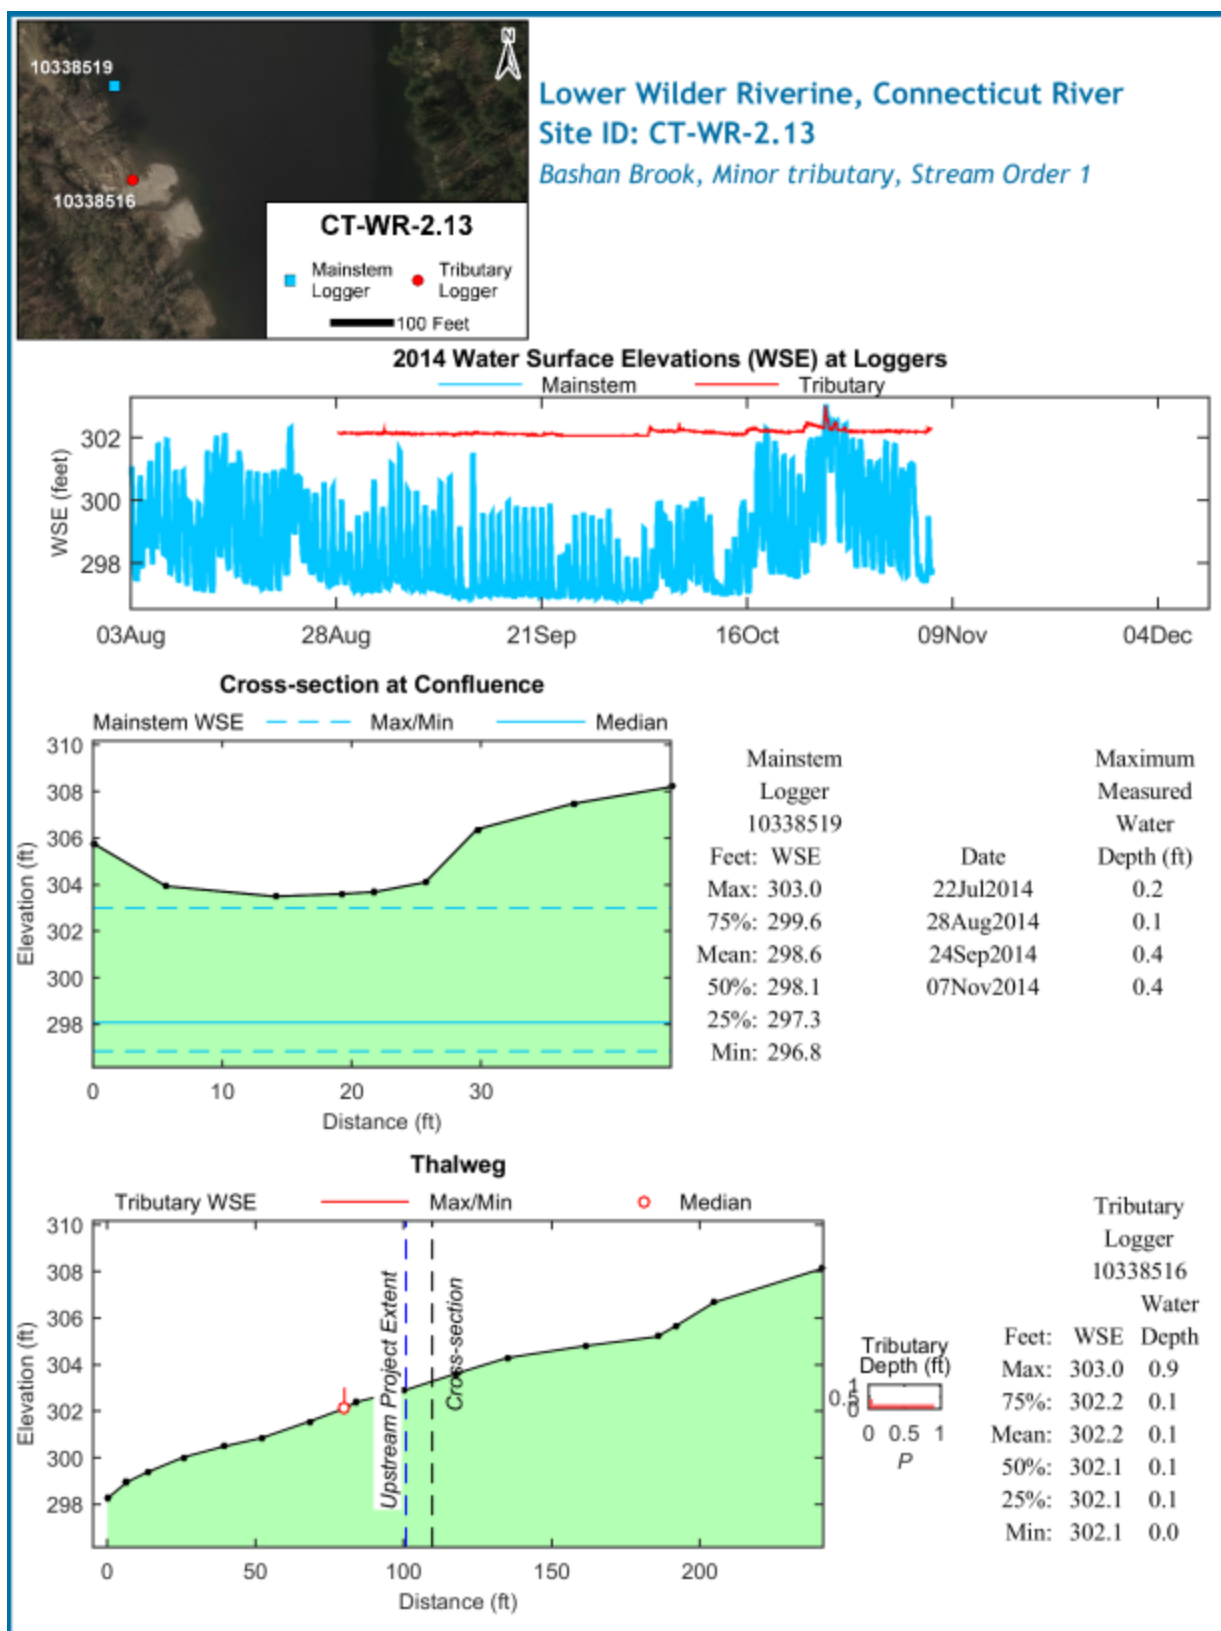 10338519
10338516
N
CT-WR-2.13
Mainstem Logger
Tributary Logger
100 Feet
Lower Wilder Riverine, Connecticut River
Site ID: CT-WR-2.13
Bashan Brook, Minor tributary, Stream Order 1
2014 Water Surface Elevations (WSE) at Loggers
Mainstem Tributary
WSE (feet)
302
300
298
03Aug 28Aug 21Sep 16Oct 09Nov 04Dec
Cross-section at Confluence
Mainstem WSE Max/Min Median
Elevation (ft)
310
308
306
304
302
300
298
0 10 20 30
Distance (ft)
Mainstem
Logger
10338519
Feet: WSE
Max: 303.0
75%: 299.6
Mean: 298.6
50%: 298.1
25%: 297.3
Min: 296.8
Maximum
Measured
Water
Date Depth (ft)
22Jul2014 0.2
28Aug2014 0.1
24Sep2014 0.4
07Nov2014 0.4
Thalweg
Tributary WSE Max/Min Median
Elevation (ft)
310
308
306
304
302
300
298
Upstream Project Extent
Cross-section
0 50 100 150 200
Distance (ft)
Tributary
Depth (ft)
1
0.5
0
0 0.5 1
P
Tributary
Logger
10338516
Water
Feet: WSE Depth
Max: 303.0 0.9
75%: 302.2 0.1
Mean: 302.2 0.1
50%: 302.1 0.1
25%: 302.1 0.1
Min: 302.1 0.0